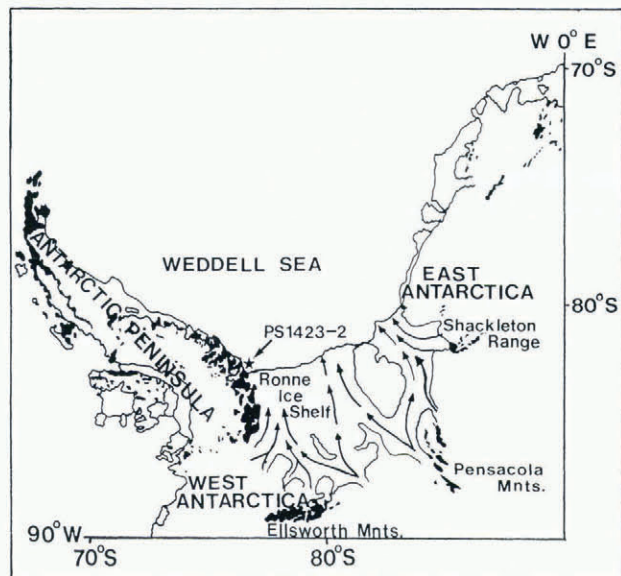 W 0° E
70°S
ANTARCTIC PENINSULA
WEDDELL SEA
EAST
ANTARCTICA
80°S
PS1423-2
Shackleton
Range
Ronne
Ice
Shelf
WEST
ANTARCTICA
Pensacola
Mnts.
Ellsworth Mnts.
90°W
70°S
80°S